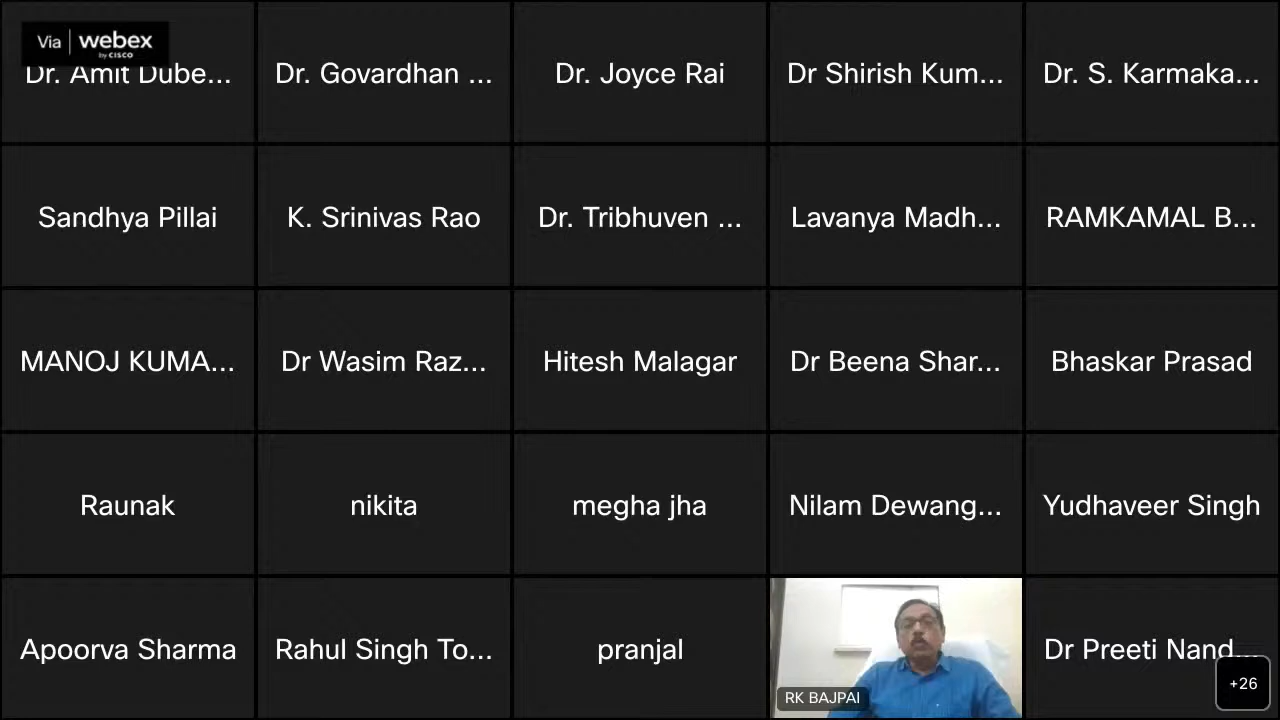 Via webex
by CISCO
Dr. Amit Dube...
Dr. Govardhan ...
Dr. Joyce Rai
Dr Shirish Kum...
Dr. S. Karmaka...
Sandhya Pillai
K. Srinivas Rao
Dr. Tribhuven ...
Lavanya Madh...
RAMKAMAL B...
MANOJ KUMA...
Dr Wasim Raz...
Hitesh Malagar
Dr Beena Shar...
Bhaskar Prasad
Raunak
nikita
megha jha
Nilam Dewang...
Yudhaveer Singh
Apoorva Sharma
Rahul Singh To...
pranjal
RK BAJPAI
Dr Preeti Nand...
+26